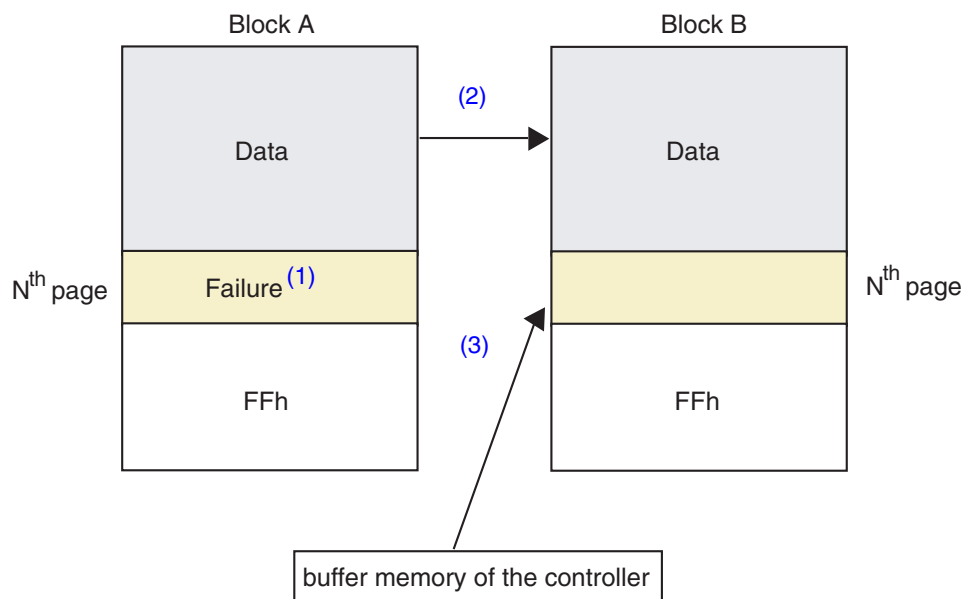 Block A
Block B
(2)
Data
Data
Nth page
Failure(1)
Nth page
(3)
FFh
FFh
buffer memory of the controller